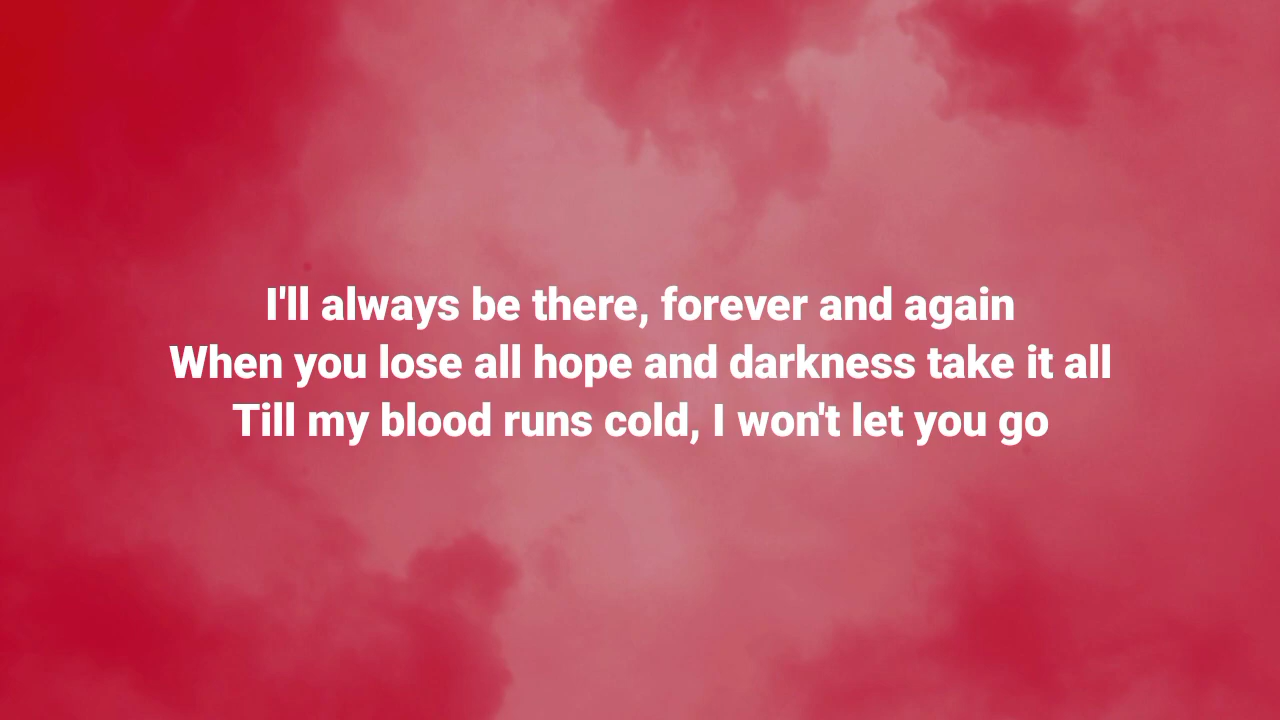 I'll always be there, forever and again
When you lose all hope and darkness take it all
Till my blood runs cold, I won't let you go